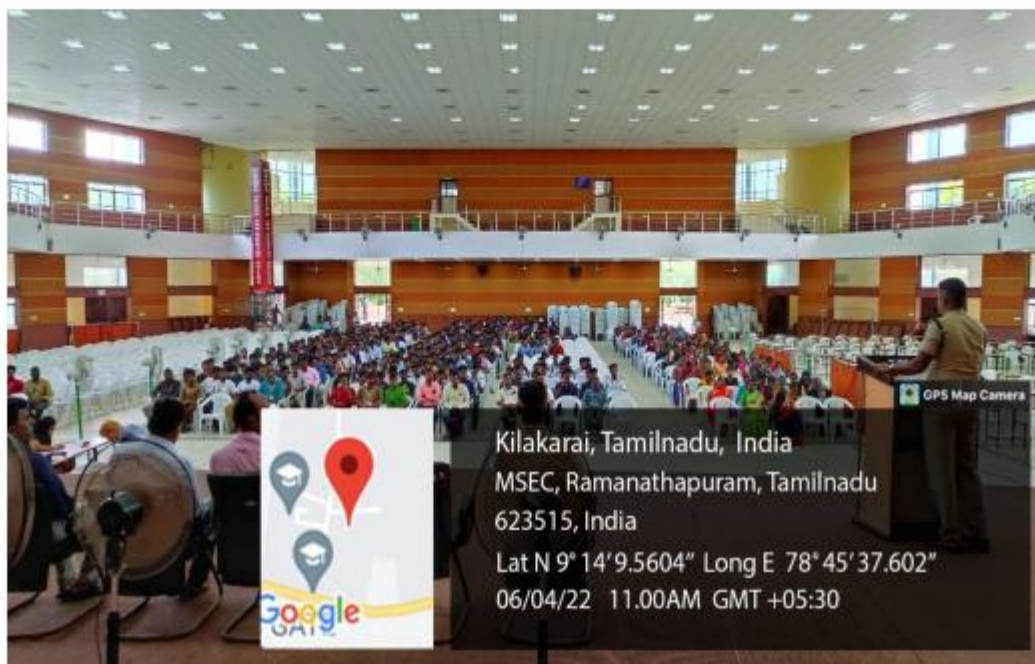 GPS Map Camera
Kilakarai, Tamilnadu, India
MSEC, Ramanathapuram, Tamilnadu
623515, India
Lat N 9° 14'9.5604" Long E 78° 45'37.602"
06/04/22 11.00AM GMT +05:30
Google